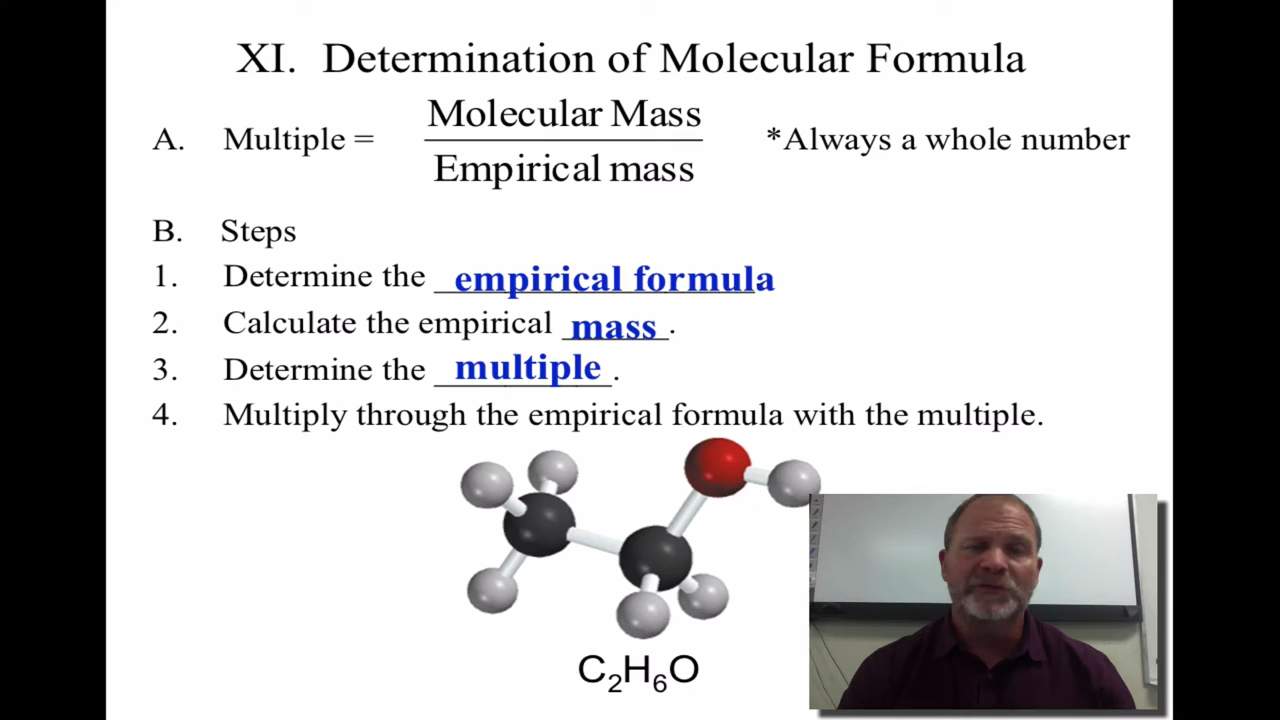 XI. Determination of Molecular Formula
A. Multiple = Molecular Mass / Empirical mass *Always a whole number
B. Steps
1. Determine the empirical formula
2. Calculate the empirical mass.
3. Determine the multiple.
4. Multiply through the empirical formula with the multiple.
C₂H₆O